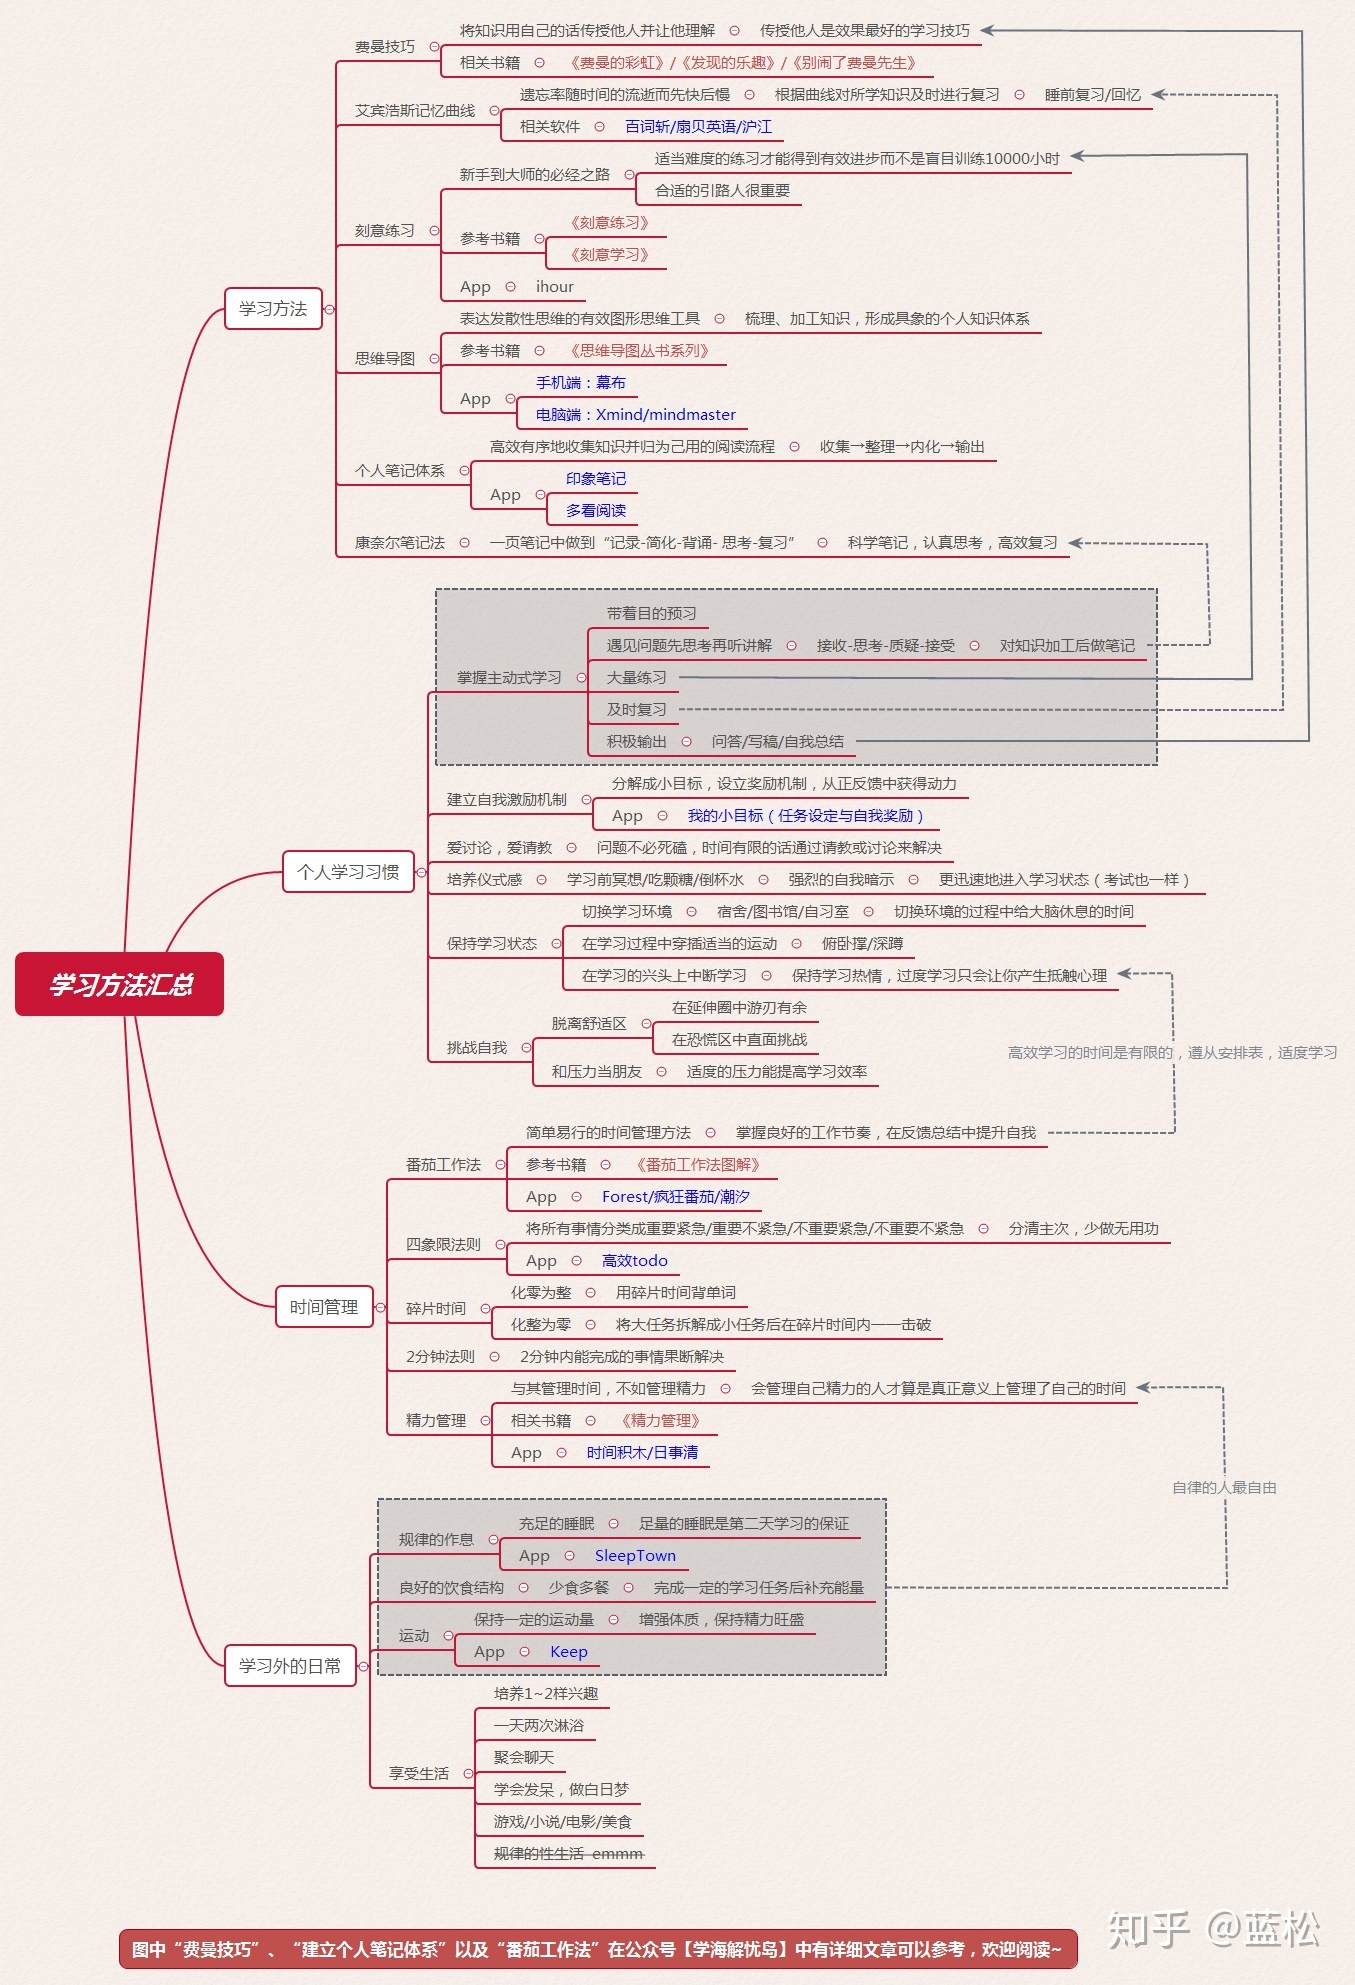 学习方法汇总
学习方法
费曼技巧
将知识用自己的话传授他人并让他理解
传授他人是效果最好的学习技巧
相关书籍
《费曼的彩虹》/《发现的乐趣》/《别闹了费曼先生》
艾宾浩斯记忆曲线
遗忘率随时间的流逝而先快后慢
根据曲线对所学知识及时进行复习
睡前复习/回忆
相关软件
百词斩/扇贝英语/沪江
刻意练习
新手到大师的必经之路
适当难度的练习才能得到有效进步而不是盲目训练10000小时
合适的引路人很重要
参考书籍
《刻意练习》
《刻意学习》
App
ihour
思维导图
表达发散性思维的有效图形思维工具
梳理、加工知识，形成具象的个人知识体系
参考书籍
《思维导图丛书系列》
App
手机端：幕布
电脑端：Xmind/mindmaster
个人笔记体系
高效有序地收集知识并归为己用的阅读流程
收集→整理→内化→输出
App
印象笔记
多看阅读
康奈尔笔记法
一页笔记中做到“记录-简化-背诵- 思考-复习”
科学笔记，认真思考，高效复习
个人学习习惯
掌握主动式学习
带着目的预习
遇见问题先思考再听讲解
接收-思考-质疑-接受
对知识加工后做笔记
大量练习
及时复习
积极输出
问答/写稿/自我总结
建立自我激励机制
分解成小目标，设立奖励机制，从正反馈中获得动力
App
我的小目标（任务设定与自我奖励）
爱讨论，爱请教
问题不必死磕，时间有限的话通过请教或讨论来解决
培养仪式感
学习前冥想/吃颗糖/倒杯水
强烈的自我暗示
更迅速地进入学习状态（考试也一样）
保持学习状态
切换学习环境
宿舍/图书馆/自习室
切换环境的过程中给大脑休息的时间
在学习过程中穿插适当的运动
俯卧撑/深蹲
在学习的兴头上中断学习
保持学习热情，过度学习只会让你产生抵触心理
挑战自我
脱离舒适区
在延伸圈中游刃有余
在恐慌区中直面挑战
和压力当朋友
适度的压力能提高学习效率
高效学习的时间是有限的，遵从安排表，适度学习
时间管理
番茄工作法
简单易行的时间管理方法
掌握良好的工作节奏，在反馈总结中提升自我
参考书籍
《番茄工作法图解》
App
Forest/疯狂番茄/潮汐
四象限法则
将所有事情分类成重要紧急/重要不紧急/不重要紧急/不重要不紧急
分清主次，少做无用功
App
高效todo
碎片时间
化零为整
用碎片时间背单词
化整为零
将大任务拆解成小任务后在碎片时间内一一击破
2分钟法则
2分钟内能完成的事情果断解决
精力管理
与其管理时间，不如管理精力
会管理自己精力的人才算是真正意义上管理了自己的时间
相关书籍
《精力管理》
App
时间积木/日事清
自律的人最自由
学习外的日常
规律的作息
充足的睡眠
足量的睡眠是第二天学习的保证
App
SleepTown
良好的饮食结构
少食多餐
完成一定的学习任务后补充能量
运动
保持一定的运动量
增强体质，保持精力旺盛
App
Keep
享受生活
培养1~2样兴趣
一天两次淋浴
聚会聊天
学会发呆，做白日梦
游戏/小说/电影/美食
规律的性生活 emmm
图中“费曼技巧”、“建立个人笔记体系”以及“番茄工作法”在公众号【学海解忧岛】中有详细文章可以参考，欢迎阅读~
知乎 @蓝松